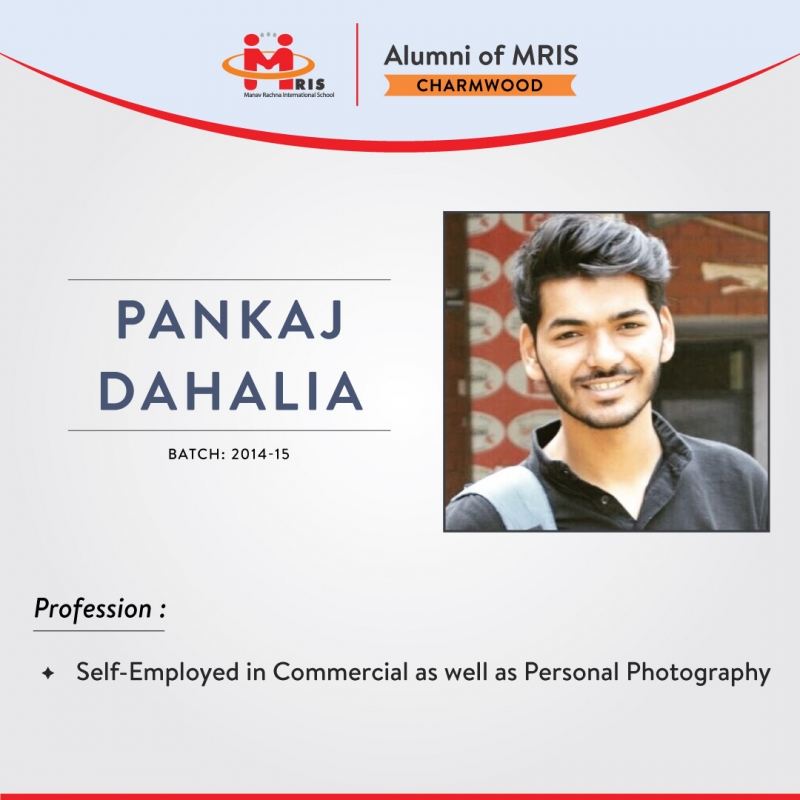 MRIS
Manav Rachna International School
Alumni of MRIS
CHARMWOOD
PANKAJ
DAHALIA
BATCH: 2014-15
Profession :
✦ Self-Employed in Commercial as well as Personal Photography